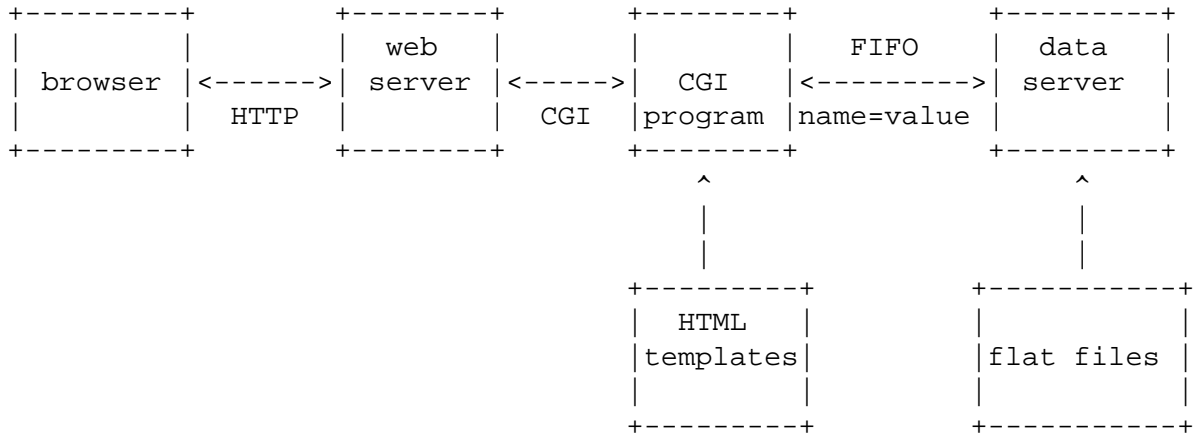 web
FIFO
data
browser
server
CGI
server
HTTP
CGI
program
name=value
HTML
templates
flat files